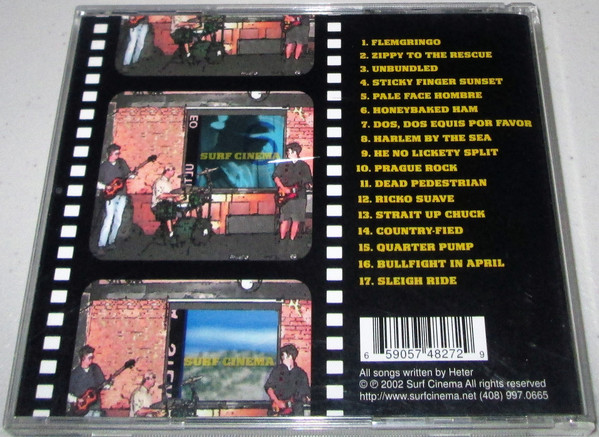 1. FLEMGRINGO
2. ZIPPY TO THE RESCUE
3. UNBUNDLED
4. STICKY FINGER SUNSET
5. PALE FACE HOMBRE
6. HONEYBAKED HAM
7. DOS, DOS EQUIS POR FAVOR
8. HARLEM BY THE SEA
9. HE NO LICKETY SPLIT
10. PRAGUE ROCK
11. DEAD PEDESTRIAN
12. RICKO SUAVE
13. STRAIT UP CHUCK
14. COUNTRY-FIED
15. QUARTER PUMP
16. BULLFIGHT IN APRIL
17. SLEIGH RIDE
SURF CINEMA
SURF CINEMA
6 59057 48272 9
All songs written by Heter
© ℗ 2002 Surf Cinema All rights reserved
http://www.surfcinema.net (408) 997.0665